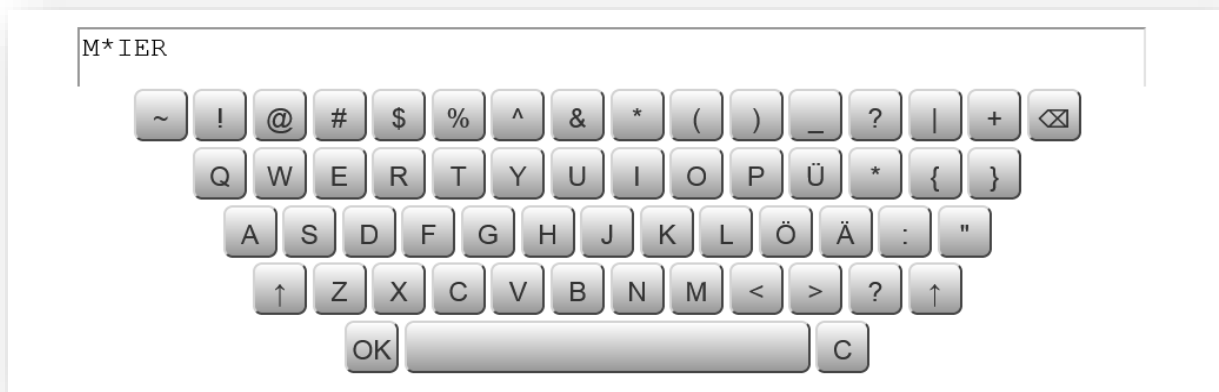 M*IER
~ ! @ # $ % ^ & * ( ) _ ? | + ⌫
Q W E R T Y U I O P Ü * { }
A S D F G H J K L Ö Ä : "
↑ Z X C V B N M < > ? ↑
OK C